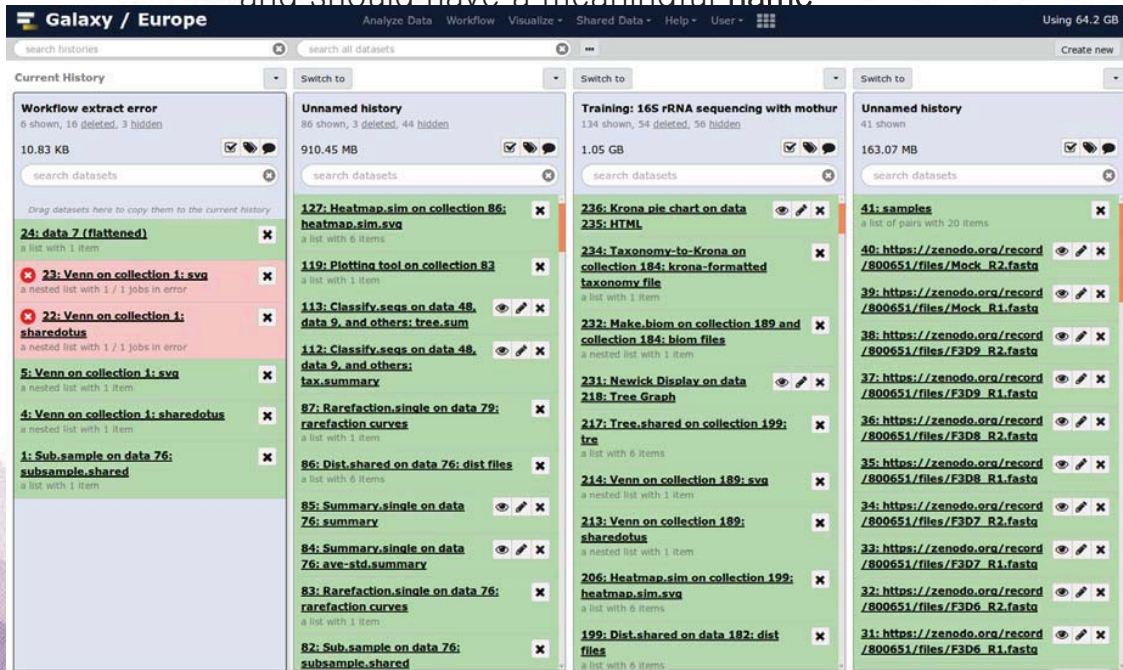 and should have a meaningful name
Galaxy / Europe
Analyze Data Workflow Visualize Shared Data Help User
Using 64.2 GB
search histories
search all datasets
...
Create new
Current History
Workflow extract error
6 shown, 16 deleted, 3 hidden
10.83 KB
search datasets
Drag datasets here to copy them to the current history
24: data 7 (flattened)
a list with 1 item
23: Venn on collection 1: svg
a nested list with 1 / 1 jobs in error
22: Venn on collection 1:
sharedotus
a nested list with 1 / 1 jobs in error
5: Venn on collection 1: svg
a nested list with 1 item
4: Venn on collection 1: sharedotus
a nested list with 1 item
1: Sub.sample on data 76:
subsample.shared
a list with 1 item
Switch to
Unnamed history
86 shown, 3 deleted, 44 hidden
910.45 MB
search datasets
127: Heatmap.sim on collection 86:
heatmap.sim.svg
a list with 6 items
119: Plotting tool on collection 83
a list with 1 item
113: Classify.seqs on data 48,
data 9, and others: tree.sum
112: Classify.seqs on data 48,
data 9, and others:
tax.summary
87: Rarefaction.single on data 79:
rarefaction curves
a list with 1 item
86: Dist.shared on data 76: dist files
a list with 6 items
85: Summary.single on data
76: summary
84: Summary.single on data
76: ave-std.summary
83: Rarefaction.single on data 76:
rarefaction curves
a list with 1 item
82: Sub.sample on data 76:
subsample.shared
Switch to
Training: 16S rRNA sequencing with mothur
134 shown, 54 deleted, 56 hidden
1.05 GB
search datasets
236: Krona pie chart on data
235: HTML
234: Taxonomy-to-Krona on
collection 184: krona-formatted
taxonomy file
a list with 1 item
232: Make.biom on collection 189 and
collection 184: biom files
a nested list with 1 item
231: Newick Display on data
218: Tree Graph
217: Tree.shared on collection 199:
tre
a list with 6 items
214: Venn on collection 189: svg
a nested list with 1 item
213: Venn on collection 189:
sharedotus
a nested list with 1 item
206: Heatmap.sim on collection 199:
heatmap.sim.svg
a list with 6 items
199: Dist.shared on data 182: dist
files
a list with 6 items
Switch to
Unnamed history
41 shown
163.07 MB
search datasets
41: samples
a list of pairs with 20 items
40: https://zenodo.org/record
/800651/files/Mock_R2.fastq
39: https://zenodo.org/record
/800651/files/Mock_R1.fastq
38: https://zenodo.org/record
/800651/files/F3D9_R2.fastq
37: https://zenodo.org/record
/800651/files/F3D9_R1.fastq
36: https://zenodo.org/record
/800651/files/F3D8_R2.fastq
35: https://zenodo.org/record
/800651/files/F3D8_R1.fastq
34: https://zenodo.org/record
/800651/files/F3D7_R2.fastq
33: https://zenodo.org/record
/800651/files/F3D7_R1.fastq
32: https://zenodo.org/record
/800651/files/F3D6_R2.fastq
31: https://zenodo.org/record
/800651/files/F3D6_R1.fastq